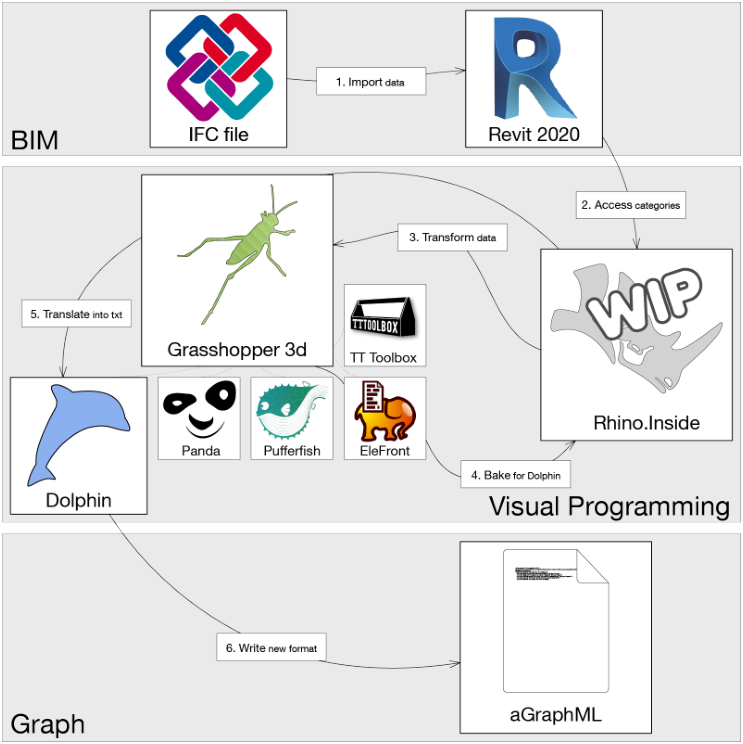 IFC file
1. Import data
Revit 2020
BIM
2. Access categories
3. Transform data
WIP
5. Translate into txt
TTTOOLBOX
Grasshopper 3d
TT Toolbox
Rhino.Inside
Panda
Pufferfish
EleFront
4. Bake for Dolphin
Dolphin
Visual Programming
6. Write new format
aGraphML
Graph